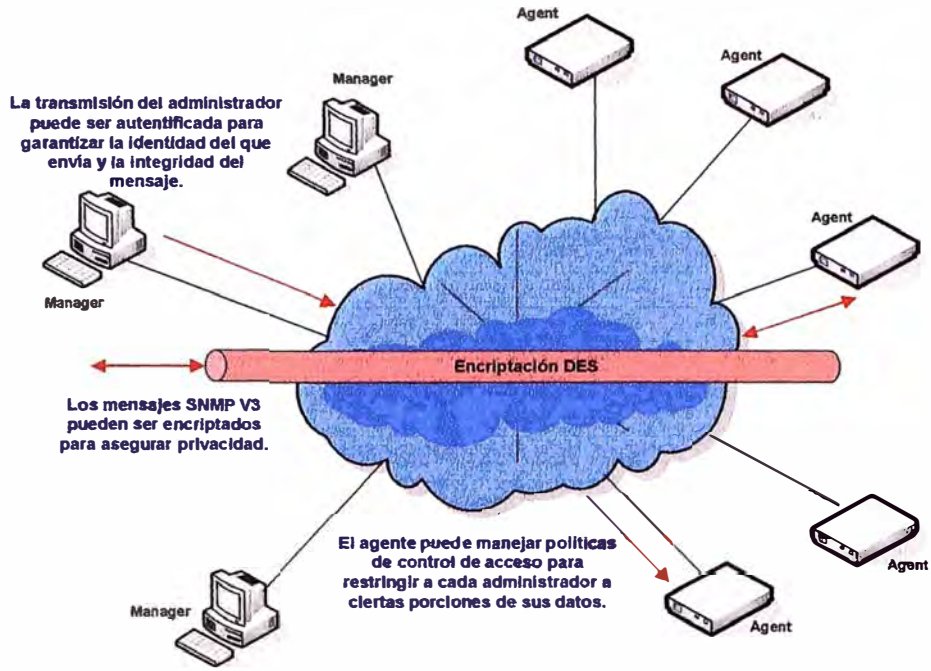 Agent
Agent
Manager
La transmisión del administrador
puede ser autentificada para
garantizar la identidad del que
envía y la integridad del
mensaje.
Agent
Manager
Encriptación DES
Los mensajes SNMP V3
pueden ser encriptados
para asegurar privacidad.
El agente puede manejar políticas
de control de acceso para
restringir a cada administrador a
ciertas porciones de sus datos.
Agent
Manager
Agent